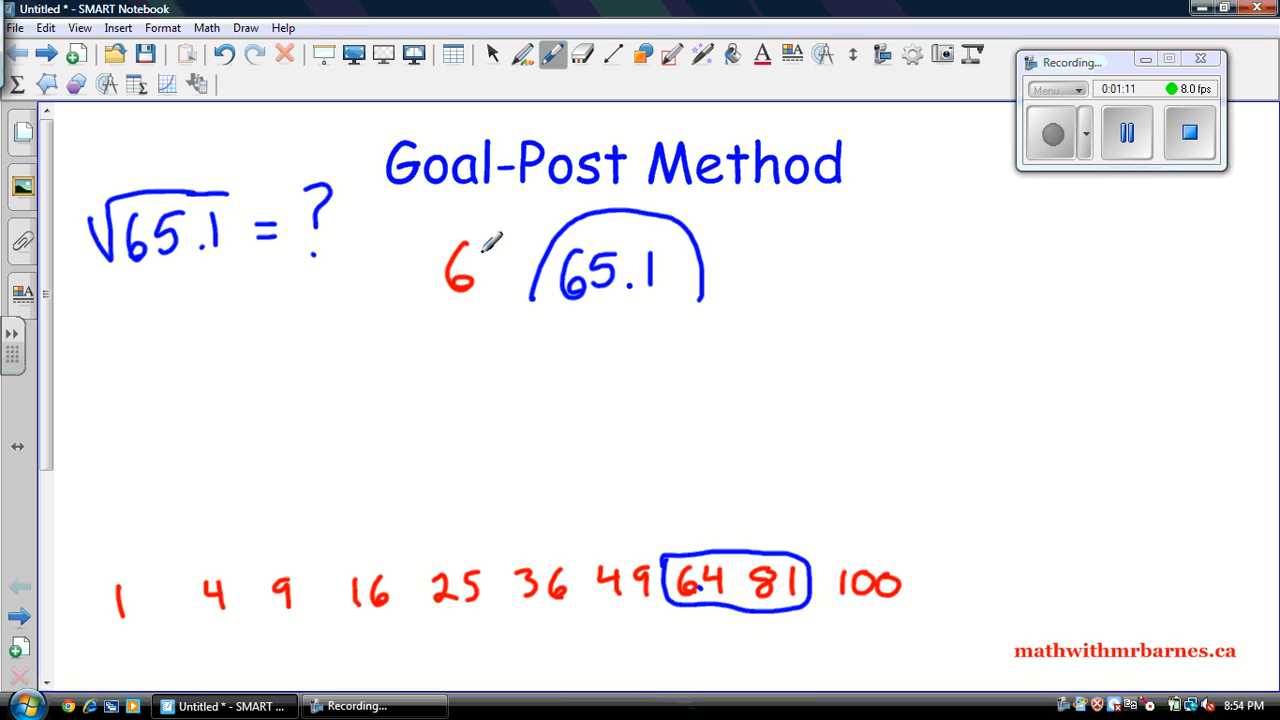 Untitled * - SMART Notebook
File Edit View Insert Format Math Draw Help
Recording...
Menu 0:01:11 8.0 fps
Goal-Post Method
√65.1 = ?
6 65.1
1 4 9 16 25 36 49 64 81 100
mathwithmrbarnes.ca
Untitled * - SMART ... Recording... 8:54 PM